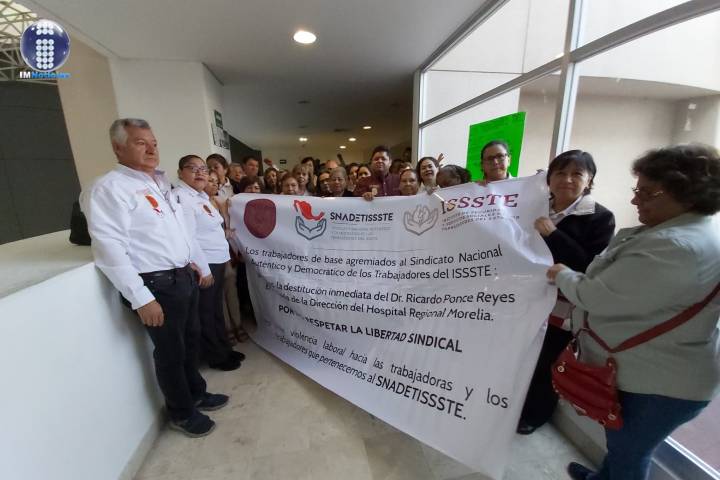 IMNoticias
SNADETISSSTE
ISSSTE
Los trabajadores de base agremiados al Sindicato Nacional
Auténtico y Democrático de los Trabajadores del ISSSTE :
la destitución inmediata del Dr. Ricardo Ponce Reyes
de la Dirección del Hospital Regional Morelia.
POR RESPETAR LA LIBERTAD SINDICAL
violencia laboral hacia las trabajadoras y los
trabajadores que pertenecemos al SNADETISSSTE.